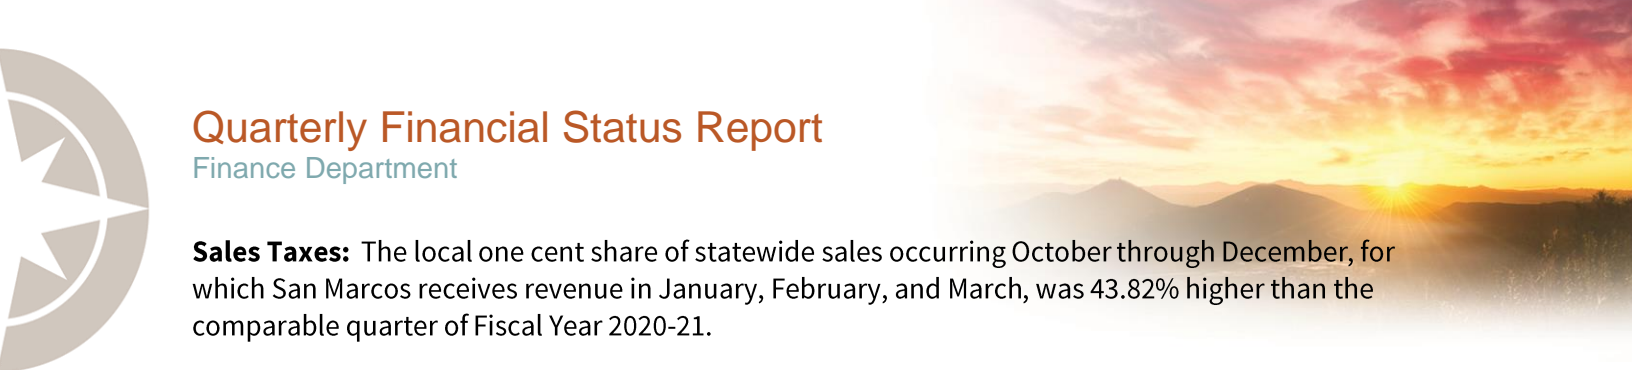 Quarterly Financial Status Report
Finance Department
Sales Taxes: The local one cent share of statewide sales occurring October through December, for
which San Marcos receives revenue in January, February, and March, was 43.82% higher than the
comparable quarter of Fiscal Year 2020-21.